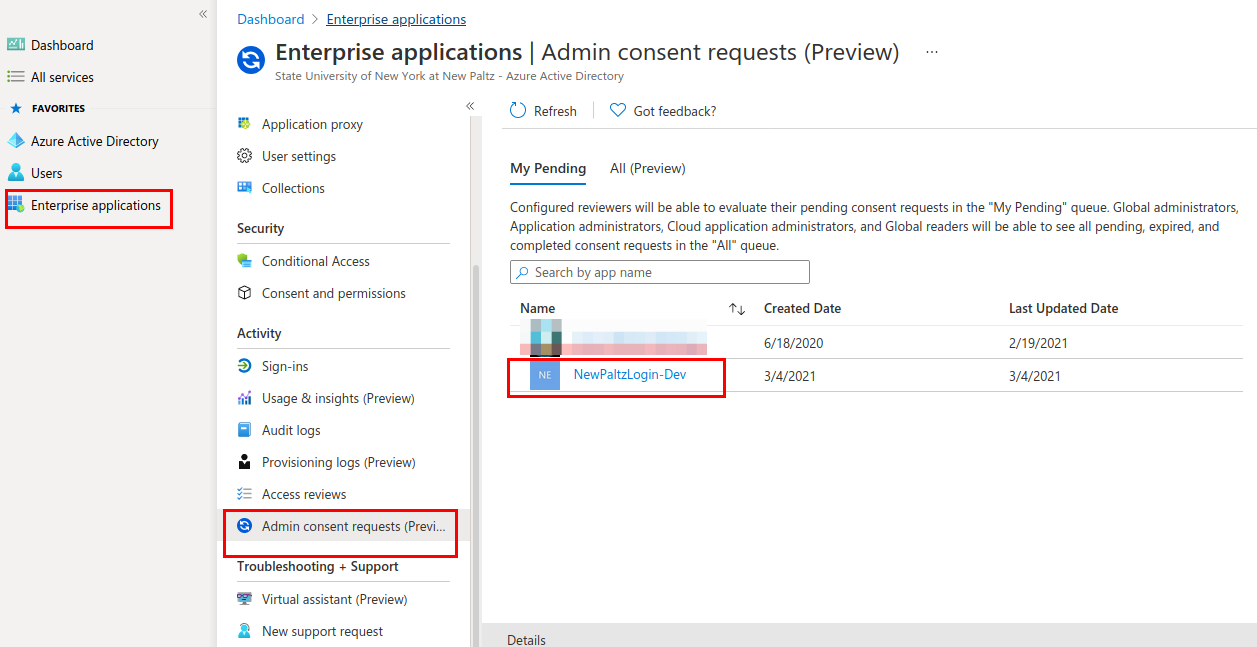 Dashboard
All services
FAVORITES
Azure Active Directory
Users
Enterprise applications
Dashboard > Enterprise applications
Enterprise applications | Admin consent requests (Preview) ...
State University of New York at New Paltz - Azure Active Directory
Application proxy
User settings
Collections
Security
Conditional Access
Consent and permissions
Activity
Sign-ins
Usage & insights (Preview)
Audit logs
Provisioning logs (Preview)
Access reviews
Admin consent requests (Previ...
Troubleshooting + Support
Virtual assistant (Preview)
New support request
Refresh
Got feedback?
My Pending
All (Preview)
Configured reviewers will be able to evaluate their pending consent requests in the "My Pending" queue. Global administrators,
Application administrators, Cloud application administrators, and Global readers will be able to see all pending, expired, and
completed consent requests in the "All" queue.
Search by app name
Name Created Date Last Updated Date
6/18/2020 2/19/2021
NE NewPaltzLogin-Dev 3/4/2021 3/4/2021
Details